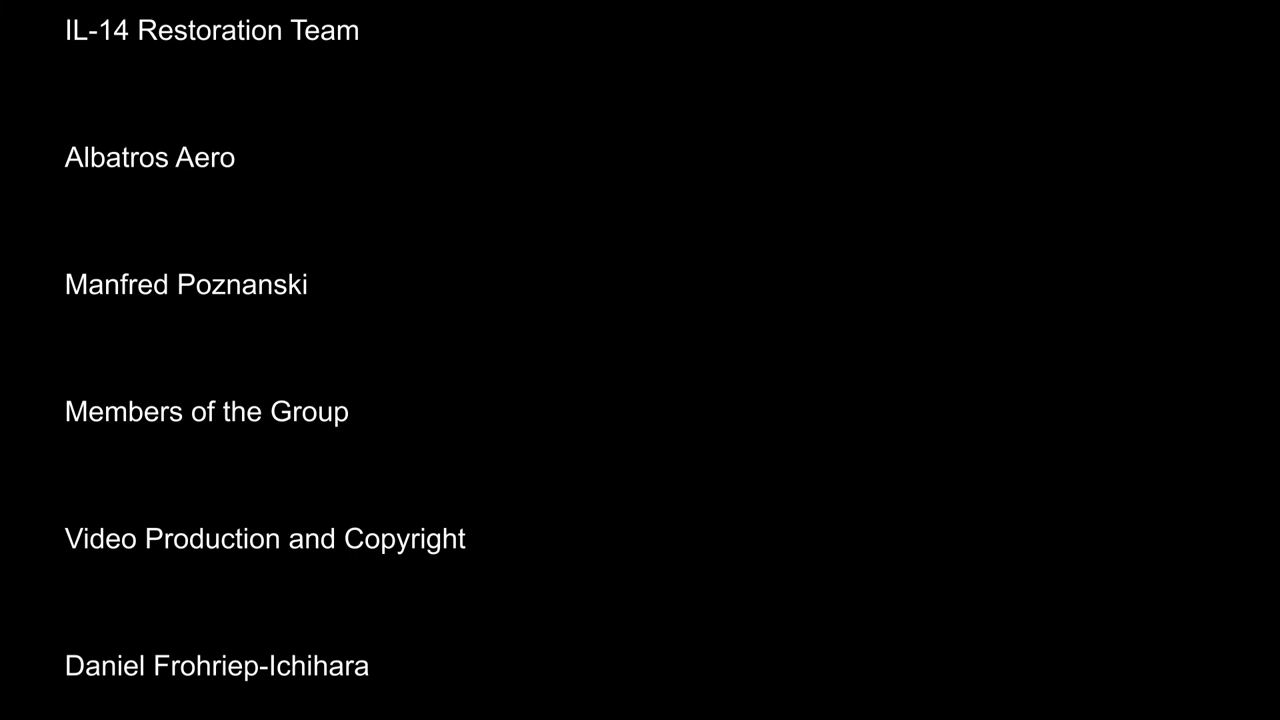 IL-14 Restoration Team
Albatros Aero
Manfred Poznanski
Members of the Group
Video Production and Copyright
Daniel Frohriep-Ichihara